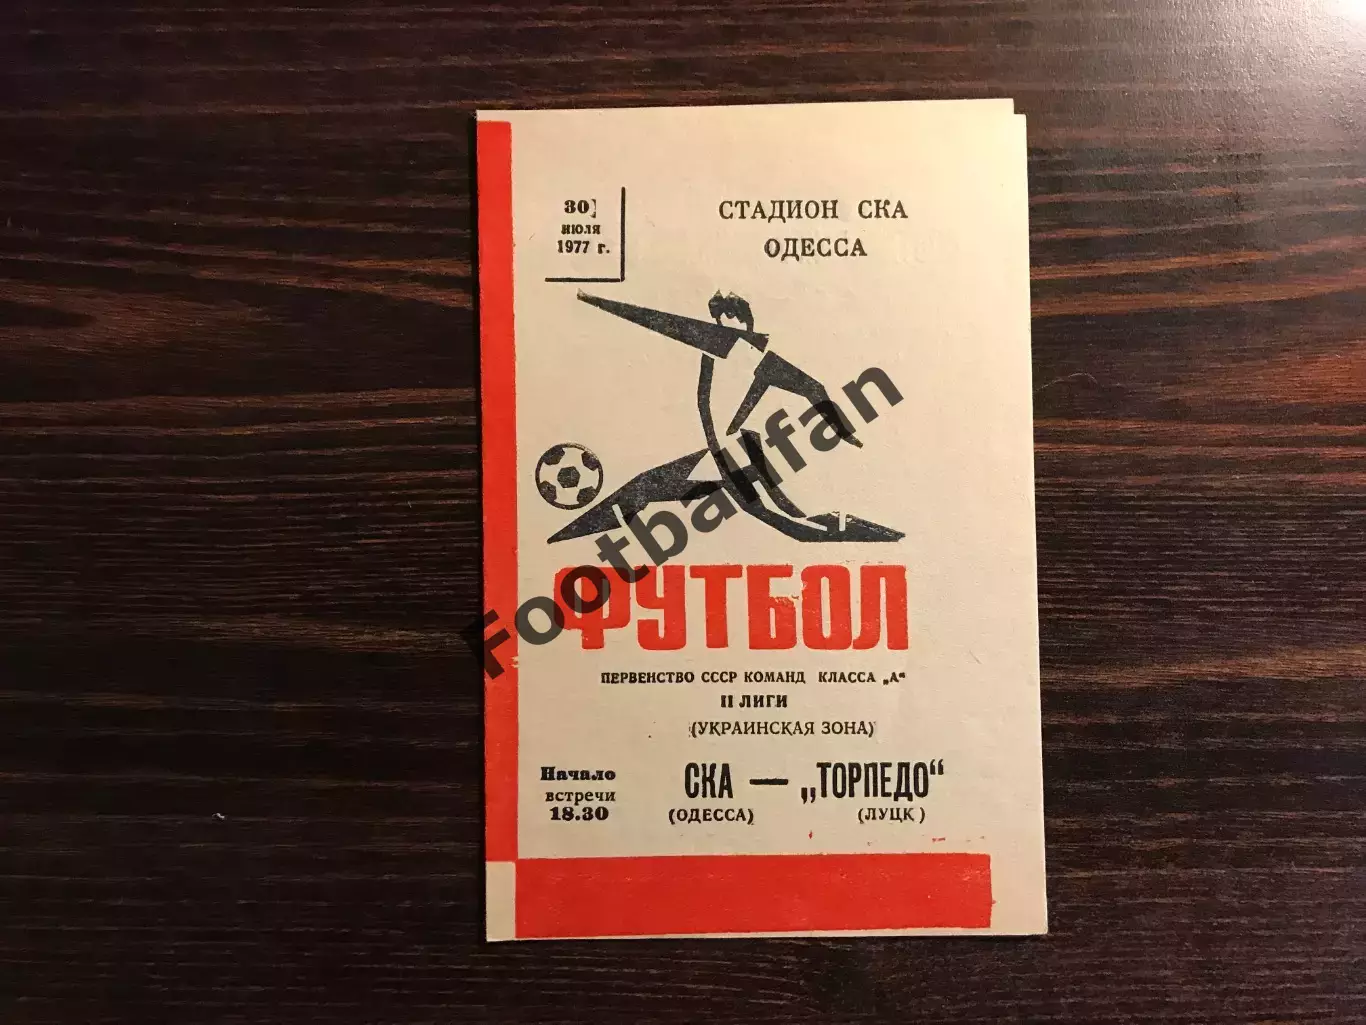 30
июля
1977 г.
СТАДИОН СКА
ОДЕССА
Footballfan
ФУТБОЛ
ПЕРВЕНСТВО СССР КОМАНД КЛАССА „А“
II ЛИГИ
(УКРАИНСКАЯ ЗОНА)
Начало
встречи
18.30
СКА — „ТОРПЕДО“
(ОДЕССА) (ЛУЦК)